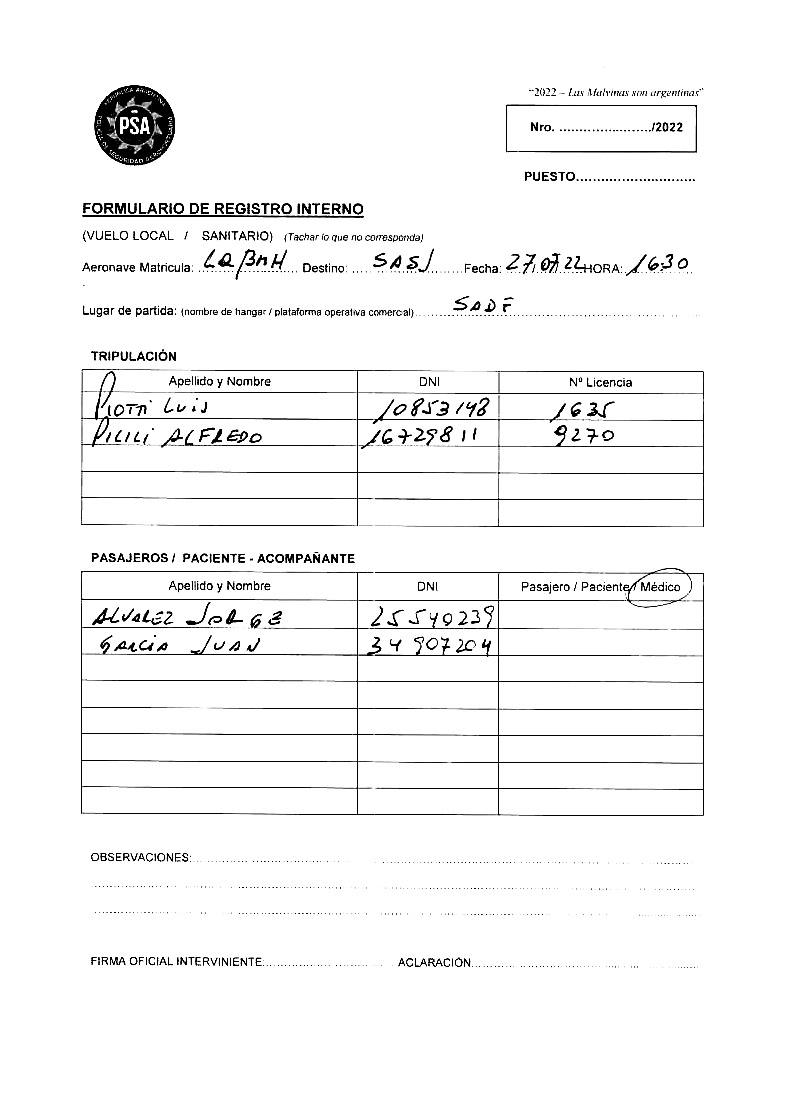 "2022 – Las Malvinas son argentinas"
REPUBLICA ARGENTINA
PSA
POLICIA DE SEGURIDAD AEROPORTUARIA
Nro. ......................./2022
PUESTO.............................
FORMULARIO DE REGISTRO INTERNO
(VUELO LOCAL / SANITARIO) (Tachar lo que no corresponda)
Aeronave Matricula: LQBMH Destino: SASJ Fecha: 27/07/22 HORA: 1630
Lugar de partida: (nombre de hangar / plataforma operativa comercial) SADF
TRIPULACIÓN
Apellido y Nombre DNI Nº Licencia
Piotti Luis 10853148 1635
Pilili ALFREDO 16729811 9270
PASAJEROS / PACIENTE - ACOMPAÑANTE
Apellido y Nombre DNI Pasajero / Paciente / Médico
ALVAREZ JORGE 25540239
GARCIA JUAN 34907204
OBSERVACIONES:
FIRMA OFICIAL INTERVINIENTE: ACLARACIÓN